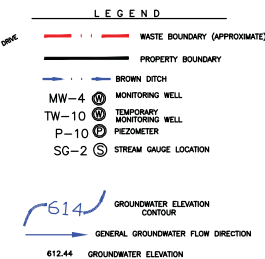 LEGEND
DRIVE
WASTE BOUNDARY (APPROXIMATE)
PROPERTY BOUNDARY
BROWN DITCH
MW-4 W MONITORING WELL
TW-10 W TEMPORARY
MONITORING WELL
P-10 P PIEZOMETER
SG-2 S STREAM GAUGE LOCATION
614 GROUNDWATER ELEVATION
CONTOUR
GENERAL GROUNDWATER FLOW DIRECTION
612.44 GROUNDWATER ELEVATION